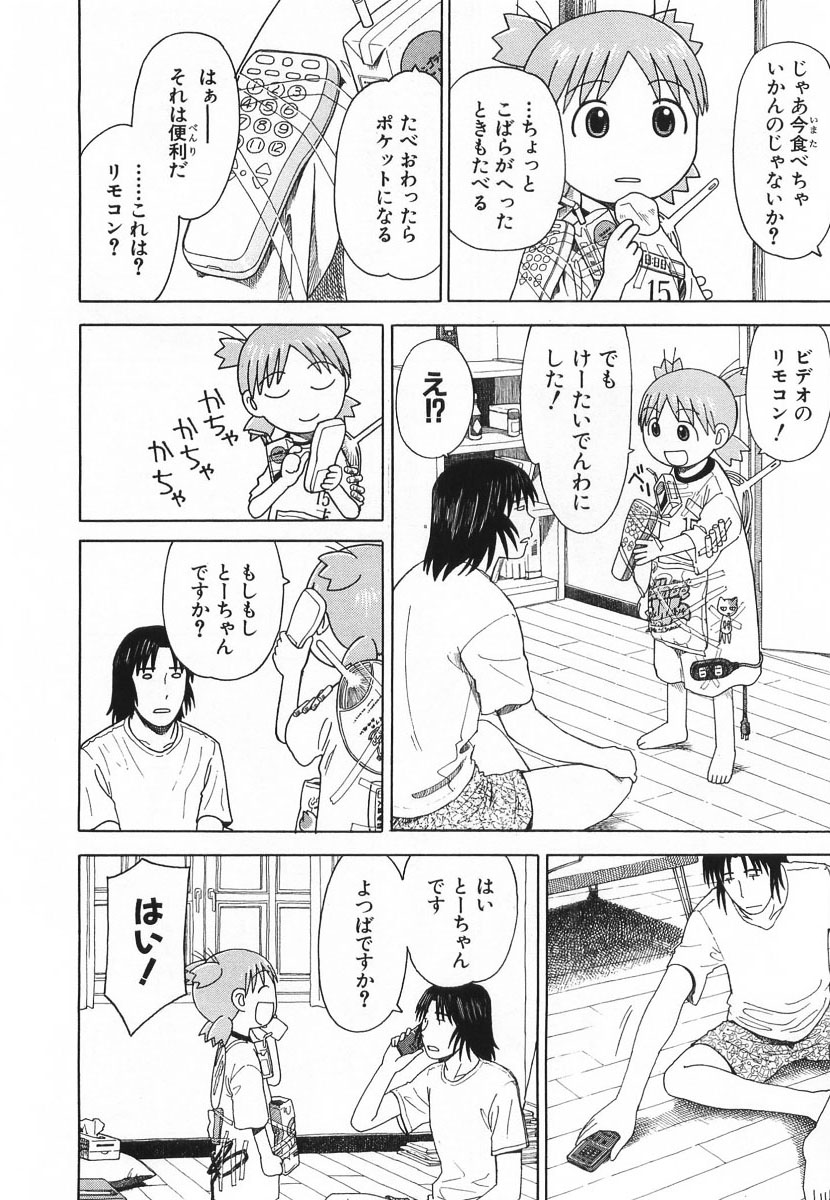 じゃあ今食べちゃ
いかんのじゃないか？
…ちょっと
こばらがへった
ときもたべる
たべおわったら
ポケットになる
はぁ――
それは便利だ
……これは？
リモコン？
ビデオの
リモコン！
べり
でも
けーたいでんわに
した！
え!?
かちゃ
かちゃ
かちゃ
もしもし
とーちゃん
ですか？
はい
とーちゃん
です
よつばですか？
はい！